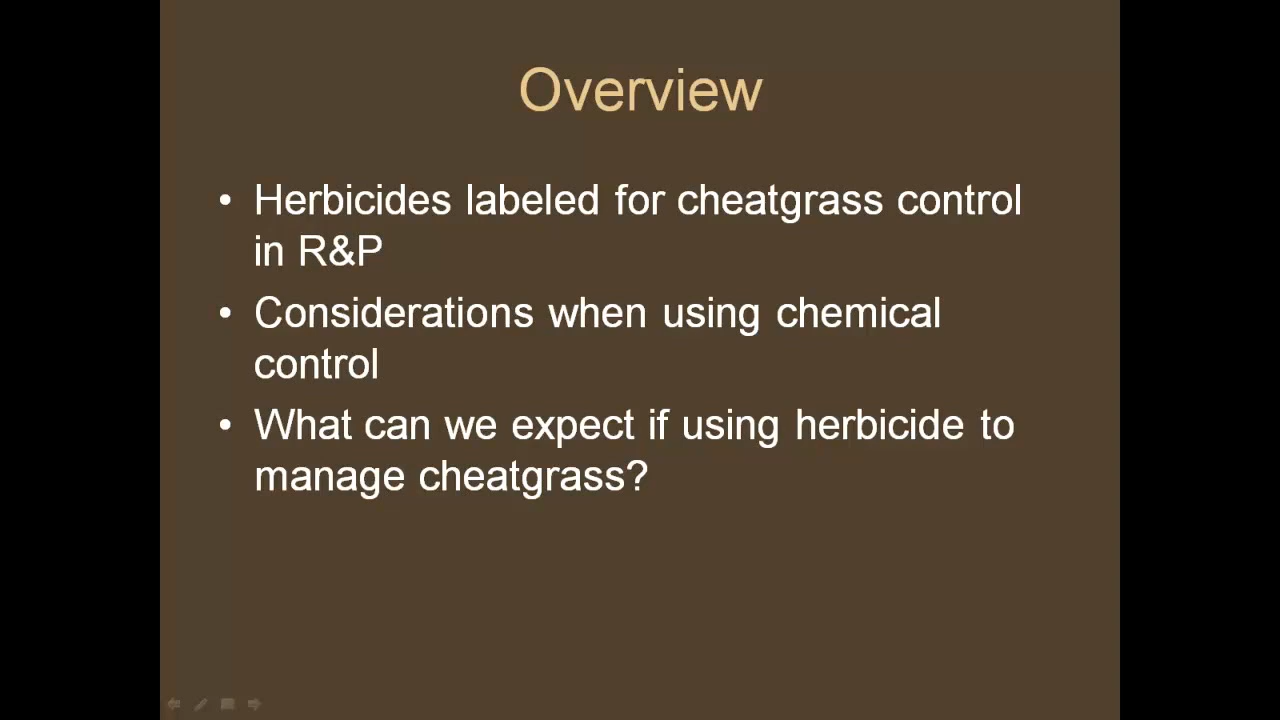 Overview
• Herbicides labeled for cheatgrass control
in R&P
• Considerations when using chemical
control
• What can we expect if using herbicide to
manage cheatgrass?